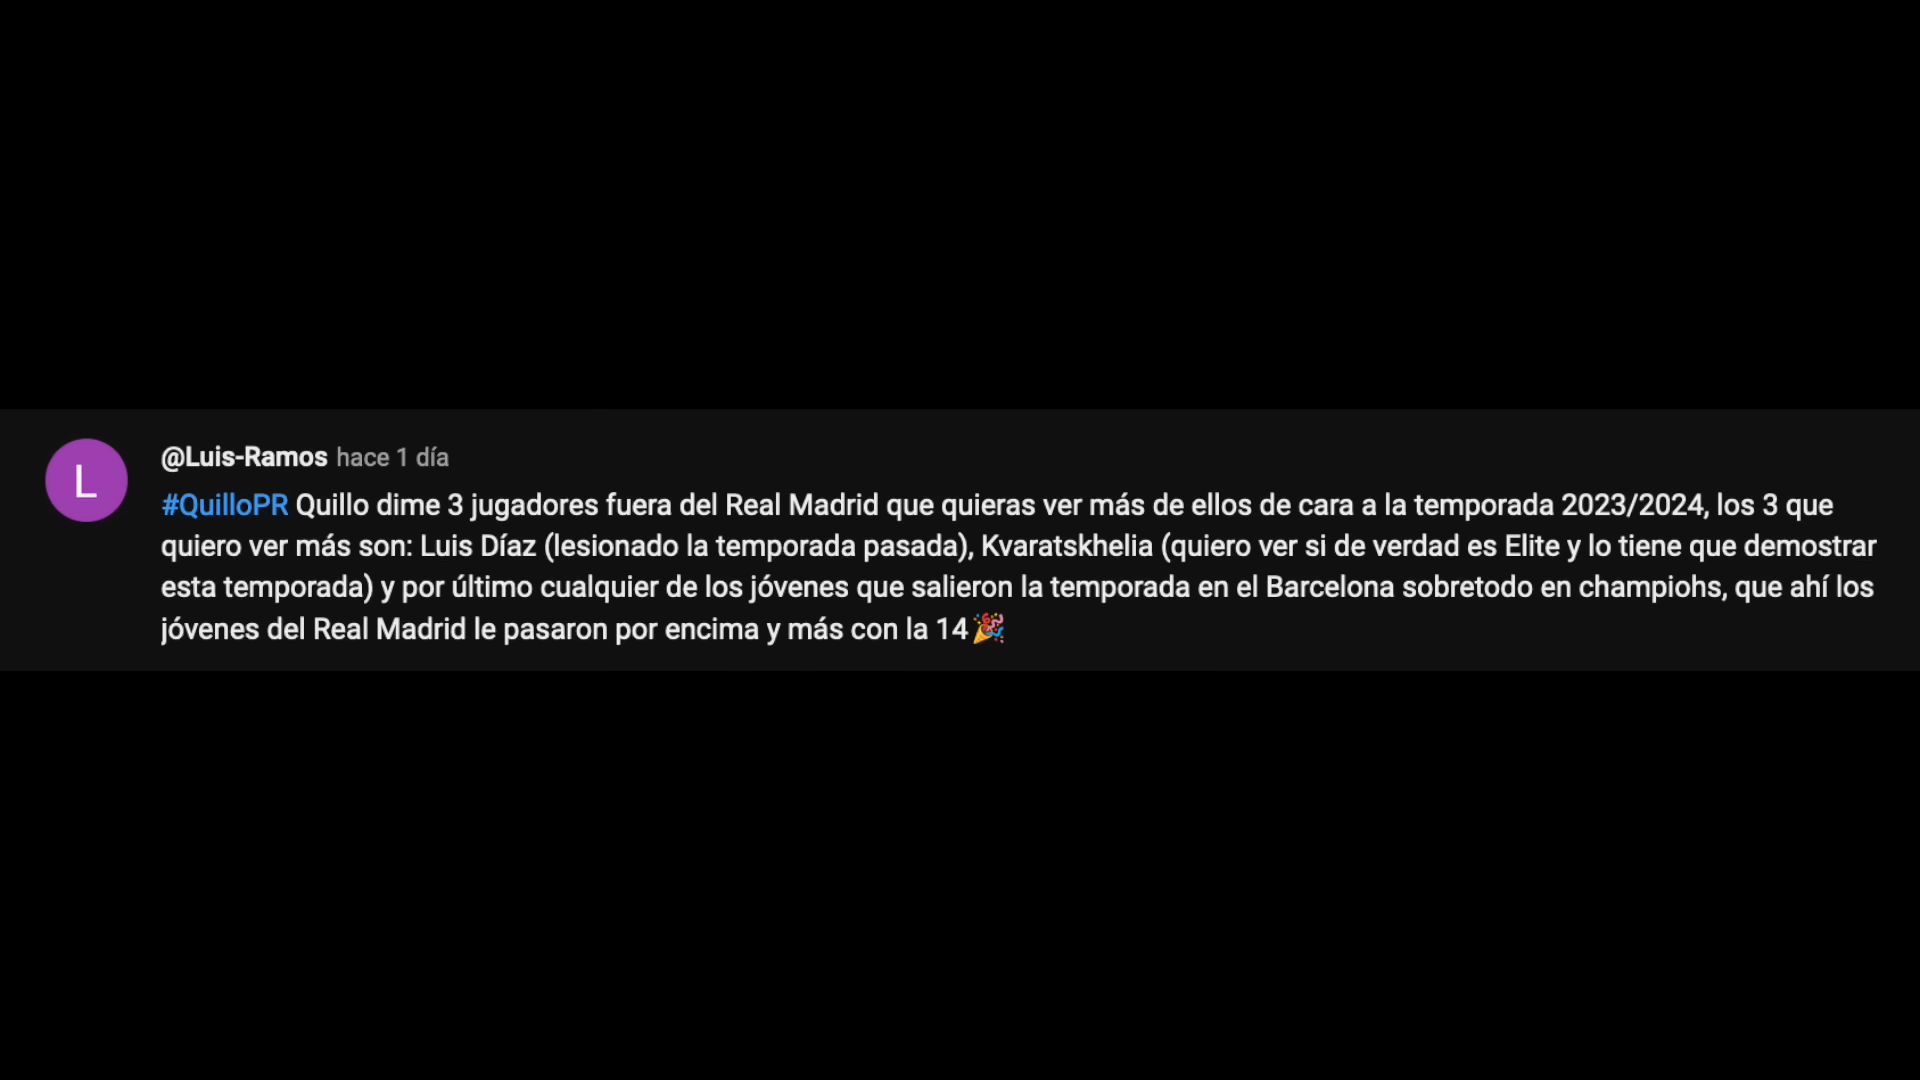 L
@Luis-Ramos hace 1 día
#QuilloPR Quillo dime 3 jugadores fuera del Real Madrid que quieras ver más de ellos de cara a la temporada 2023/2024, los 3 que
quiero ver más son: Luis Díaz (lesionado la temporada pasada), Kvaratskhelia (quiero ver si de verdad es Elite y lo tiene que demostrar
esta temporada) y por último cualquier de los jóvenes que salieron la temporada en el Barcelona sobretodo en champiohs, que ahí los
jóvenes del Real Madrid le pasaron por encima y más con la 14🎉